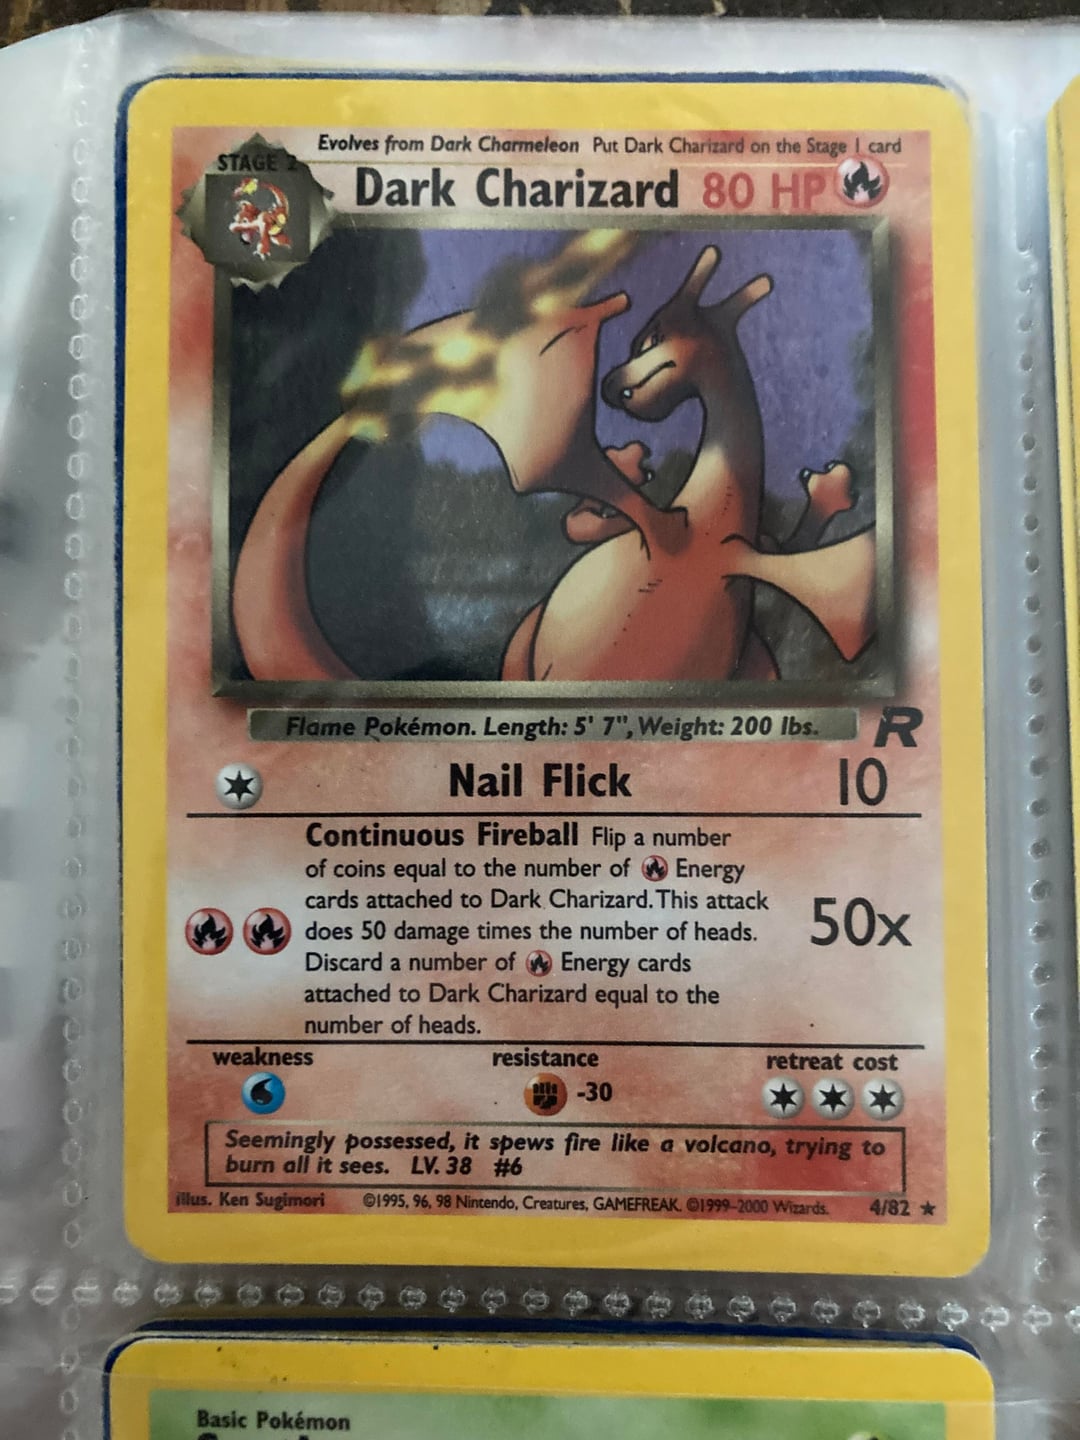 Evolves from Dark Charmeleon Put Dark Charizard on the Stage 1 card
STAGE 2
Dark Charizard 80 HP
Flame Pokémon. Length: 5' 7", Weight: 200 lbs.
R
Nail Flick 10
Continuous Fireball Flip a number
of coins equal to the number of Energy
cards attached to Dark Charizard. This attack
does 50 damage times the number of heads.
50x
Discard a number of Energy cards
attached to Dark Charizard equal to the
number of heads.
weakness resistance retreat cost
-30
Seemingly possessed, it spews fire like a volcano, trying to
burn all it sees. LV. 38 #6
illus. Ken Sugimori ©1995, 96, 98 Nintendo, Creatures, GAMEFREAK. ©1999-2000 Wizards. 4/82 ★
Basic Pokémon